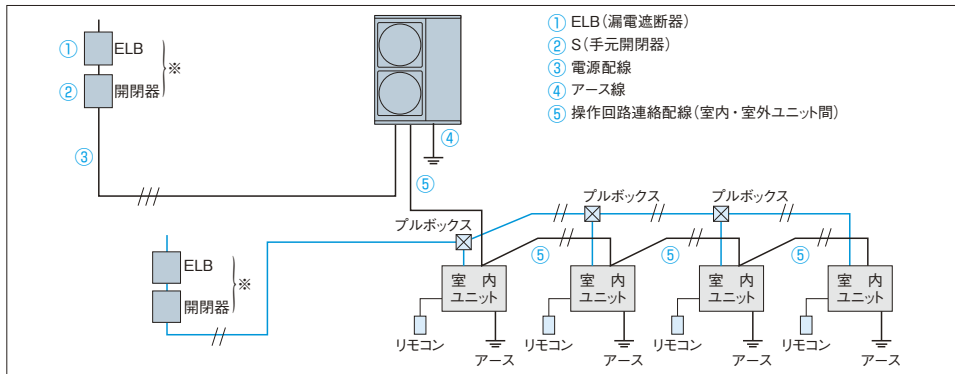 ① ELB(漏電遮断器)
② S(手元開閉器)
③ 電源配線
④ アース線
⑤ 操作回路連絡配線(室内・室外ユニット間)
① ELB
② 開閉器
※
③
④
⑤
プルボックス
プルボックス
プルボックス
ELB
開閉器
※
⑤
⑤
⑤
室 内
ユニット
室 内
ユニット
室 内
ユニット
室 内
ユニット
リモコン
アース
リモコン
アース
リモコン
アース
リモコン
アース